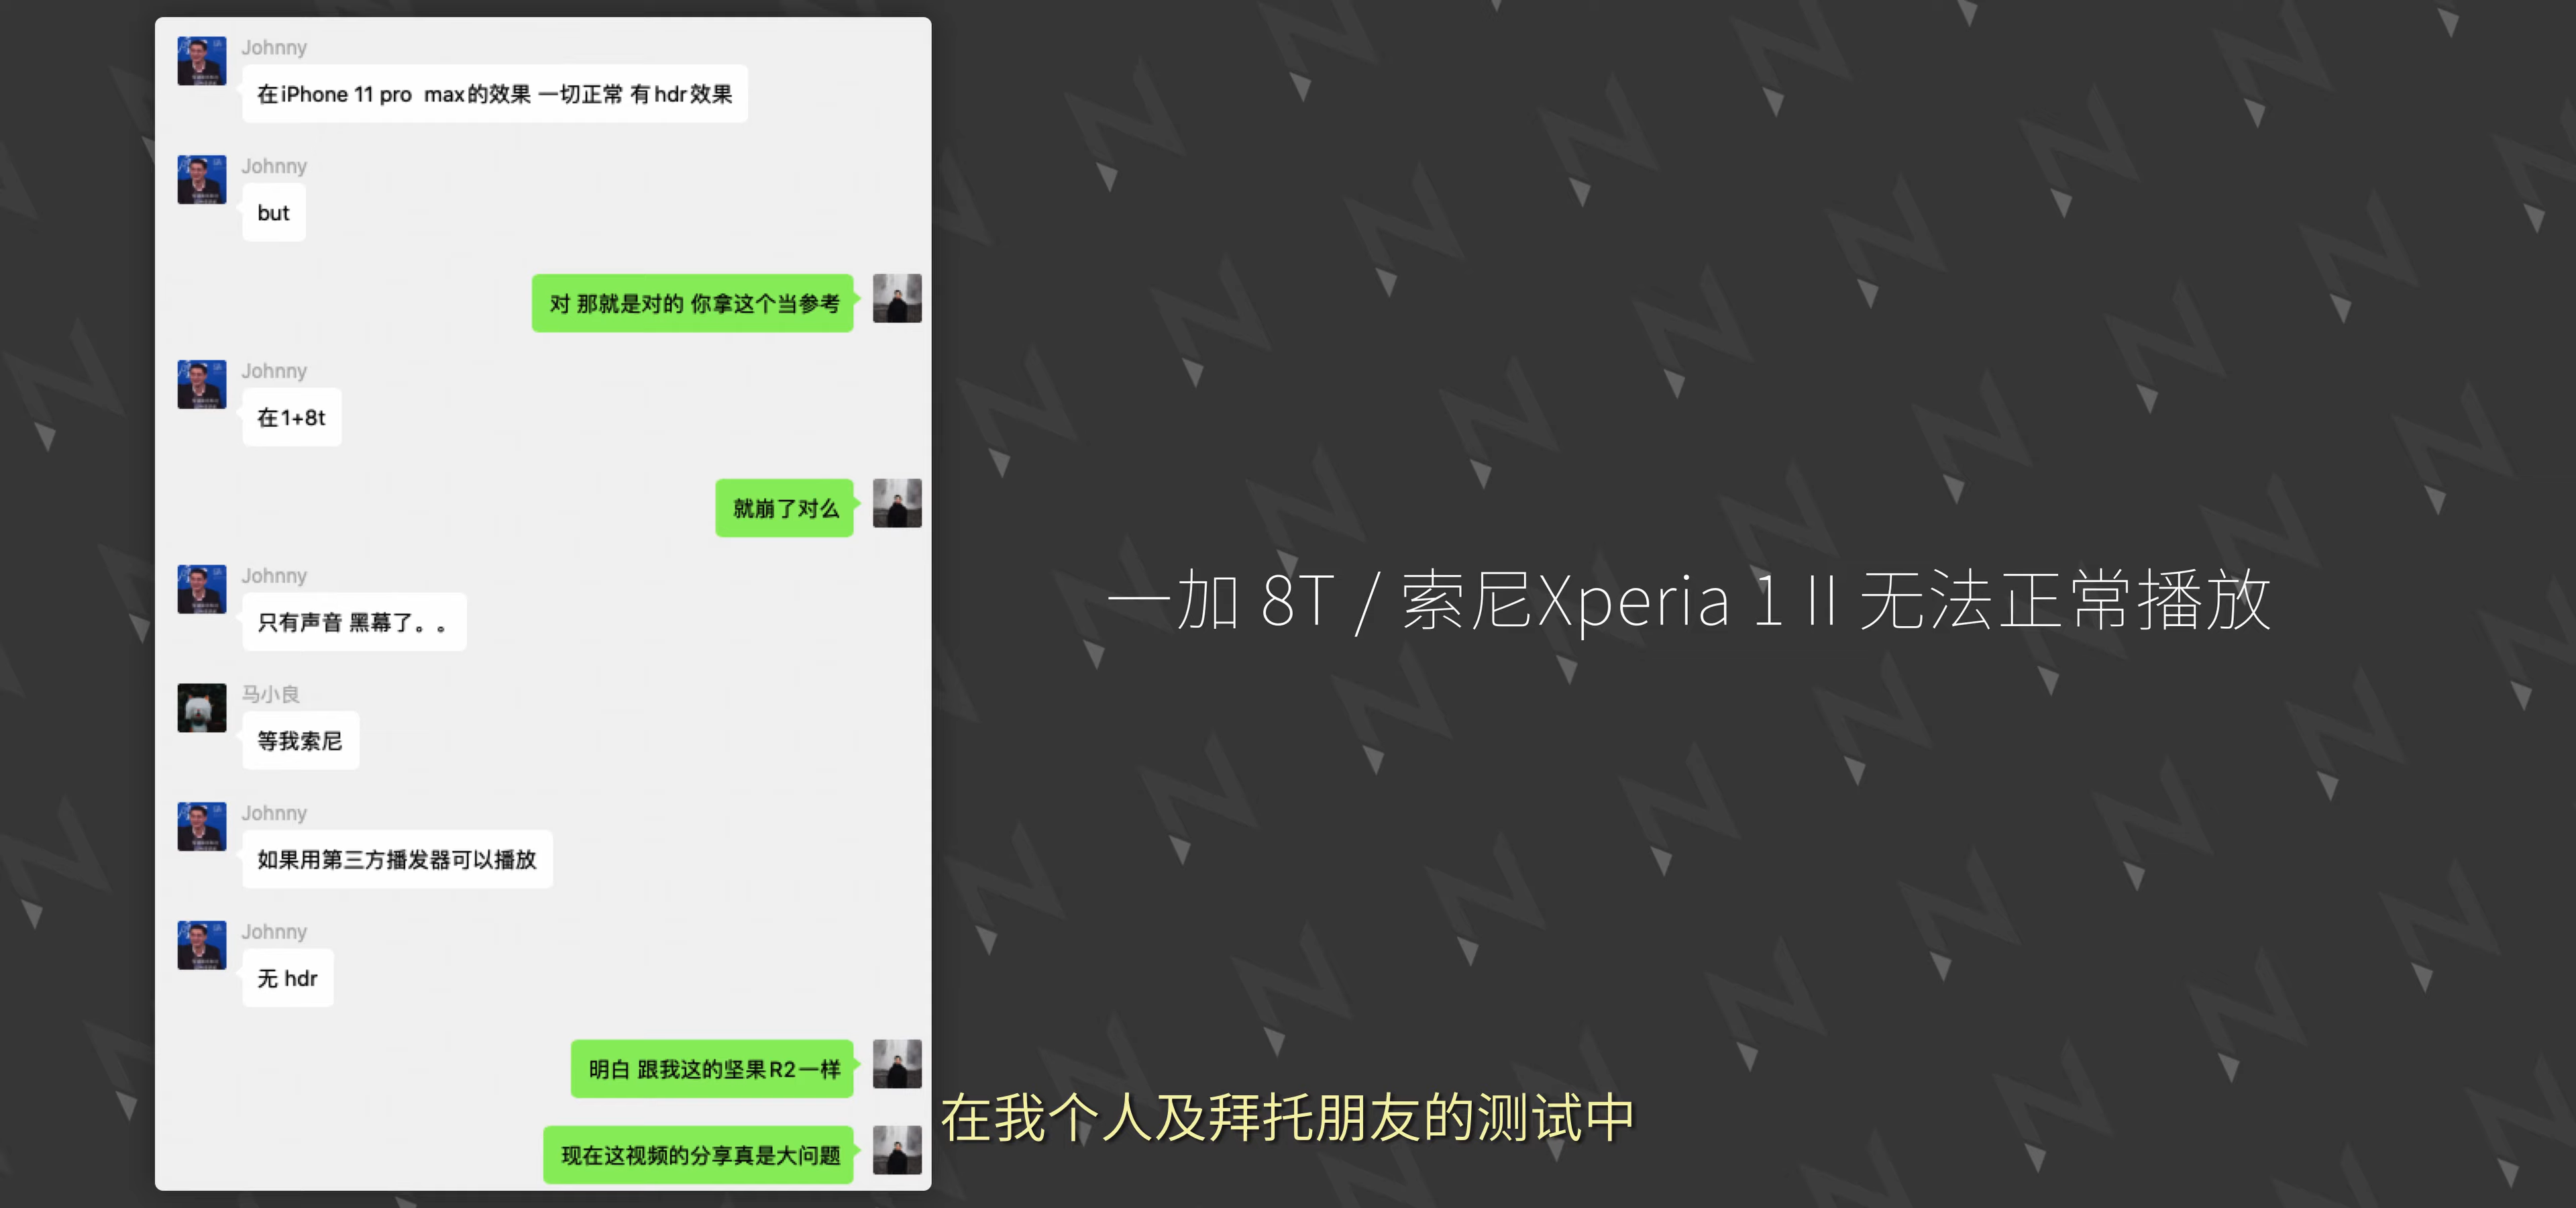 Johnny
在iPhone 11 pro  max的效果 一切正常 有hdr效果
Johnny
but
对 那就是对的 你拿这个当参考
Johnny
在1+8t
就崩了对么
Johnny
只有声音 黑幕了。。
马小良
等我索尼
Johnny
如果用第三方播发器可以播放
Johnny
无 hdr
明白 跟我这的坚果R2一样
现在这视频的分享真是大问题
一加 8T / 索尼Xperia 1 II 无法正常播放
在我个人及拜托朋友的测试中